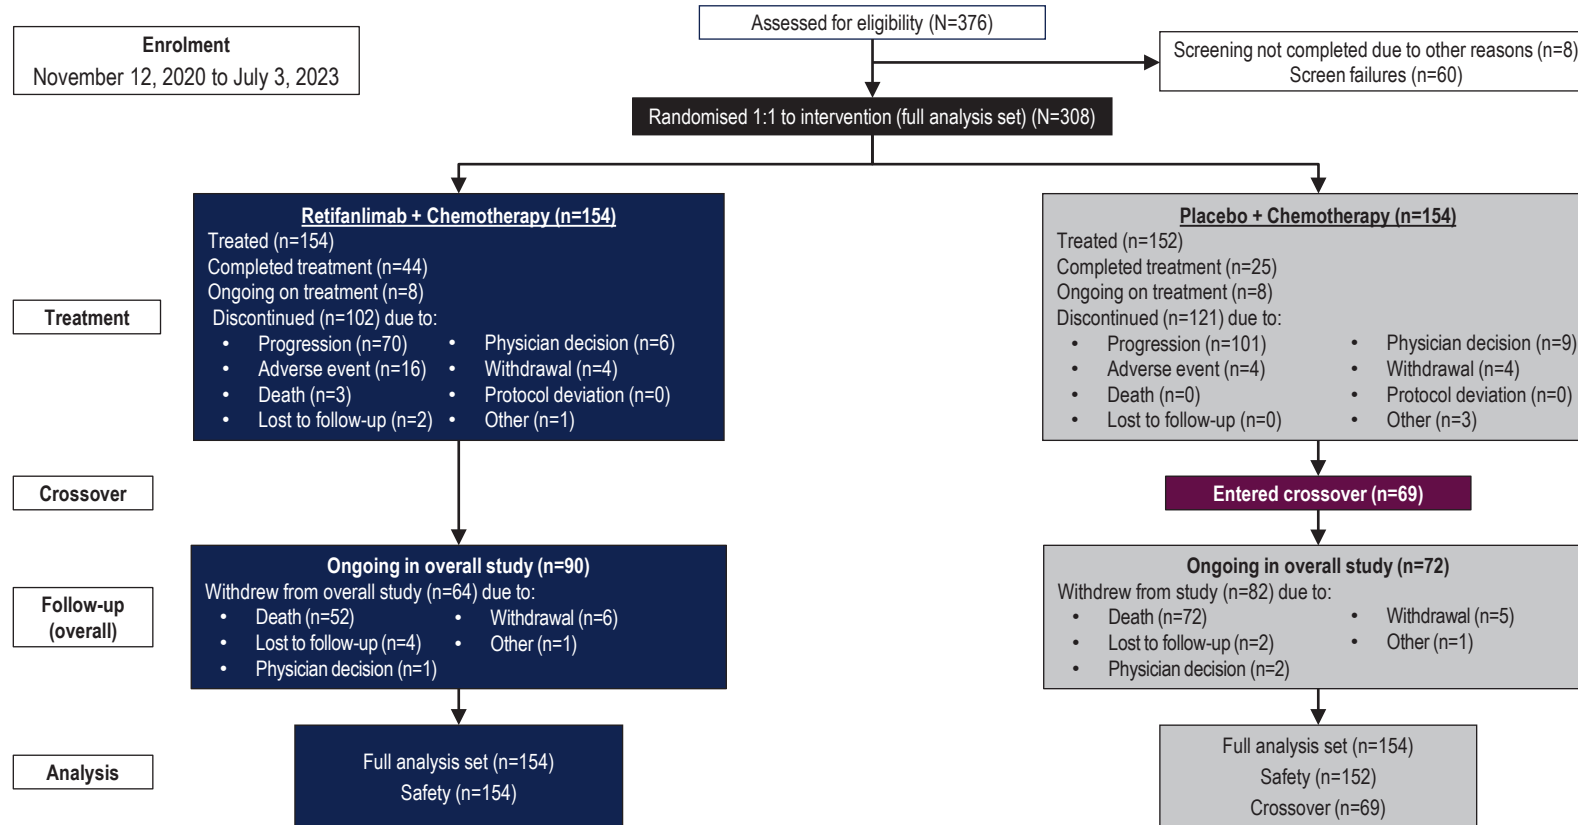 Assessed for eligibility (N=376)
Enrolment
November 12, 2020 to July 3, 2023
Screening not completed due to other reasons (n=8)
Screen failures (n=60)
Randomised 1:1 to intervention (full analysis set) (N=308)
Treatment
Retifanlimab + Chemotherapy (n=154)
Treated (n=154)
Completed treatment (n=44)
Ongoing on treatment (n=8)
Discontinued (n=102) due to:
• Progression (n=70)
• Adverse event (n=16)
• Death (n=3)
• Lost to follow-up (n=2)
• Physician decision (n=6)
• Withdrawal (n=4)
• Protocol deviation (n=0)
• Other (n=1)
Placebo + Chemotherapy (n=154)
Treated (n=152)
Completed treatment (n=25)
Ongoing on treatment (n=8)
Discontinued (n=121) due to:
• Progression (n=101)
• Adverse event (n=4)
• Death (n=0)
• Lost to follow-up (n=0)
• Physician decision (n=9)
• Withdrawal (n=4)
• Protocol deviation (n=0)
• Other (n=3)
Crossover
Entered crossover (n=69)
Follow-up
(overall)
Ongoing in overall study (n=90)
Withdrew from overall study (n=64) due to:
• Death (n=52)
• Lost to follow-up (n=4)
• Physician decision (n=1)
• Withdrawal (n=6)
• Other (n=1)
Ongoing in overall study (n=72)
Withdrew from study (n=82) due to:
• Death (n=72)
• Lost to follow-up (n=2)
• Physician decision (n=2)
• Withdrawal (n=5)
• Other (n=1)
Analysis
Full analysis set (n=154)
Safety (n=154)
Full analysis set (n=154)
Safety (n=152)
Crossover (n=69)